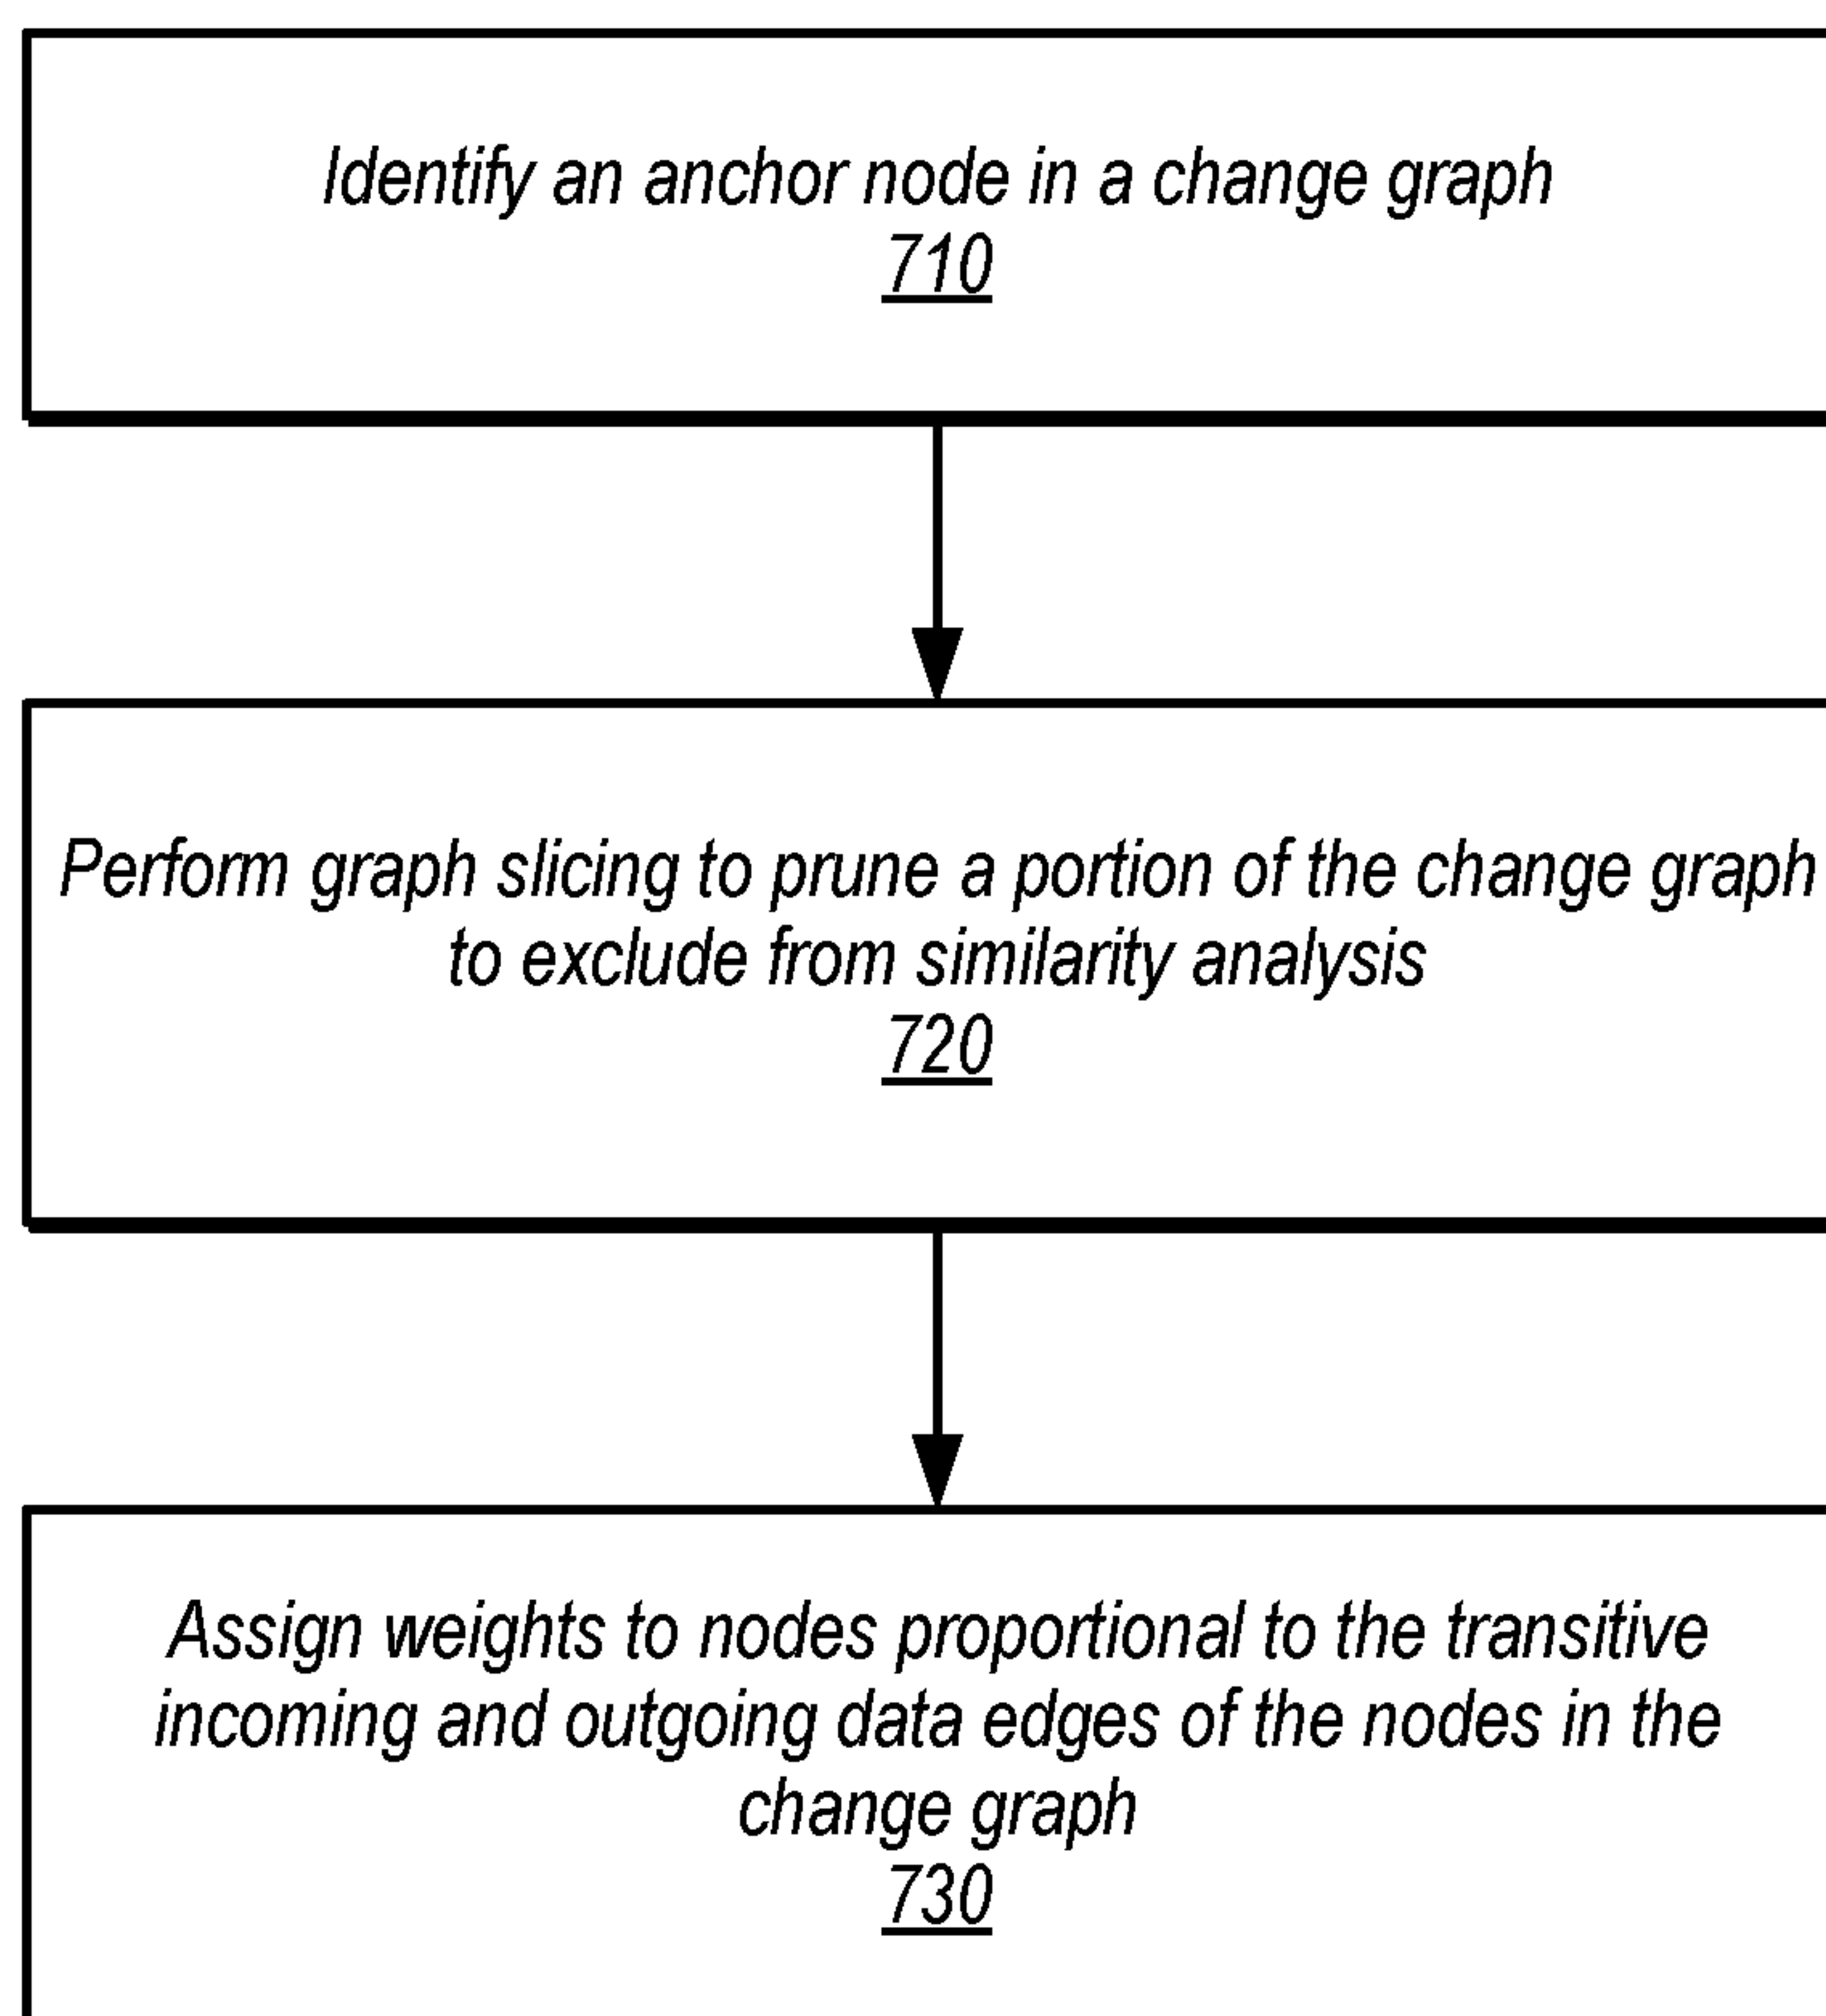 Identify an anchor node in a change graph
710
Perform graph slicing to prune a portion of the change graph
to exclude from similarity analysis
720
Assign weights to nodes proportional to the transitive
incoming and outgoing data edges of the nodes in the
change graph
730